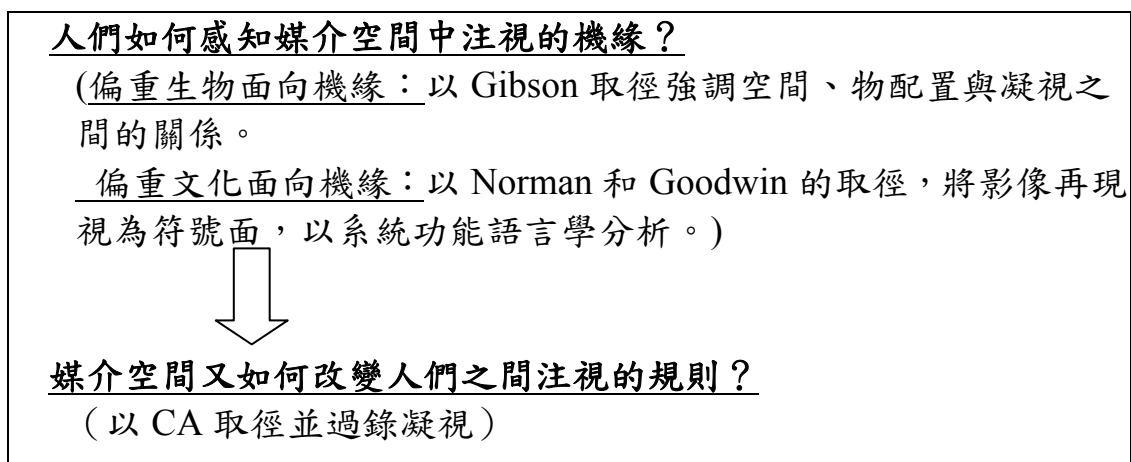 人們如何感知媒介空間中注視的機緣？
(偏重生物面向機緣：以 Gibson 取徑強調空間、物配置與凝視之
間的關係。
偏重文化面向機緣：以 Norman 和 Goodwin 的取徑，將影像再現
視為符號面，以系統功能語言學分析。)
媒介空間又如何改變人們之間注視的規則？
（以 CA 取徑並過錄凝視）